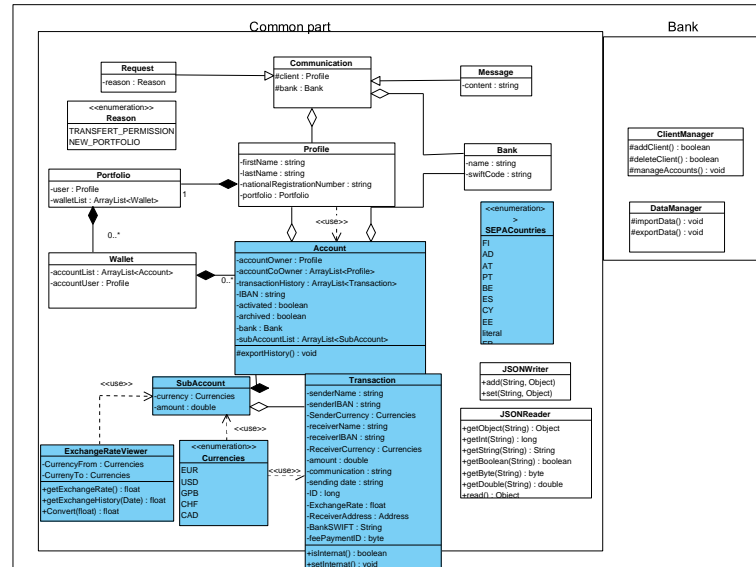 Common part
Bank
Request
-reason : Reason
<<enumeration>>
Reason
TRANSFERT_PERMISSION
NEW_PORTFOLIO
Communication
#client : Profile
#bank : Bank
Message
-content : string
Profile
-firstName : string
-lastName : string
-nationalRegistrationNumber : string
-portfolio : Portfolio
Bank
-name : string
-swiftCode : string
ClientManager
#addClient() : boolean
#deleteClient() : boolean
#manageAccounts() : void
DataManager
#importData() : void
#exportData() : void
Portfolio
-user : Profile
-walletList : ArrayList<Wallet>
1
0..*
Wallet
-accountList : ArrayList<Account>
-accountUser : Profile
0..*
<<use>>
Account
-accountOwner : Profile
-accountCoOwner : ArrayList<Profile>
-transactionHistory : ArrayList<Transaction>
-IBAN : string
-activated : boolean
-archived : boolean
-bank : Bank
-subAccountList : ArrayList<SubAccount>
#exportHistory() : void
<<enumeration>
>
SEPACountries
FI
AD
AT
PT
BE
ES
CY
EE
literal
JSONWriter
+add(String, Object)
+set(String, Object)
JSONReader
+getObject(String) : Object
+getInt(String) : long
+getString(String) : String
+getBoolean(String) : boolean
+getByte(String) : byte
+getDouble(String) : double
+read() : Object
<<use>>
SubAccount
-currency : Currencies
-amount : double
<<use>>
ExchangeRateViewer
-CurrencyFrom : Currencies
-CurrenyTo : Currencies
+getExchangeRate() : float
+getExchangeHistory(Date) : float
+Convert(float) : float
<<enumeration>>
Currencies
EUR
USD
GPB
CHF
CAD
<<use>>
Transaction
-senderName : string
-senderIBAN : string
-SenderCurrency : Currencies
-receiverName : string
-receiverIBAN : string
-ReceiverCurrency : Currencies
-amount : double
-communication : string
-sending date : string
-ID : long
-ExchangeRate : float
-ReceiverAddress : Address
-BankSWIFT : String
-feePaymentID : byte
+isInternat() : boolean
+setInternat() : void